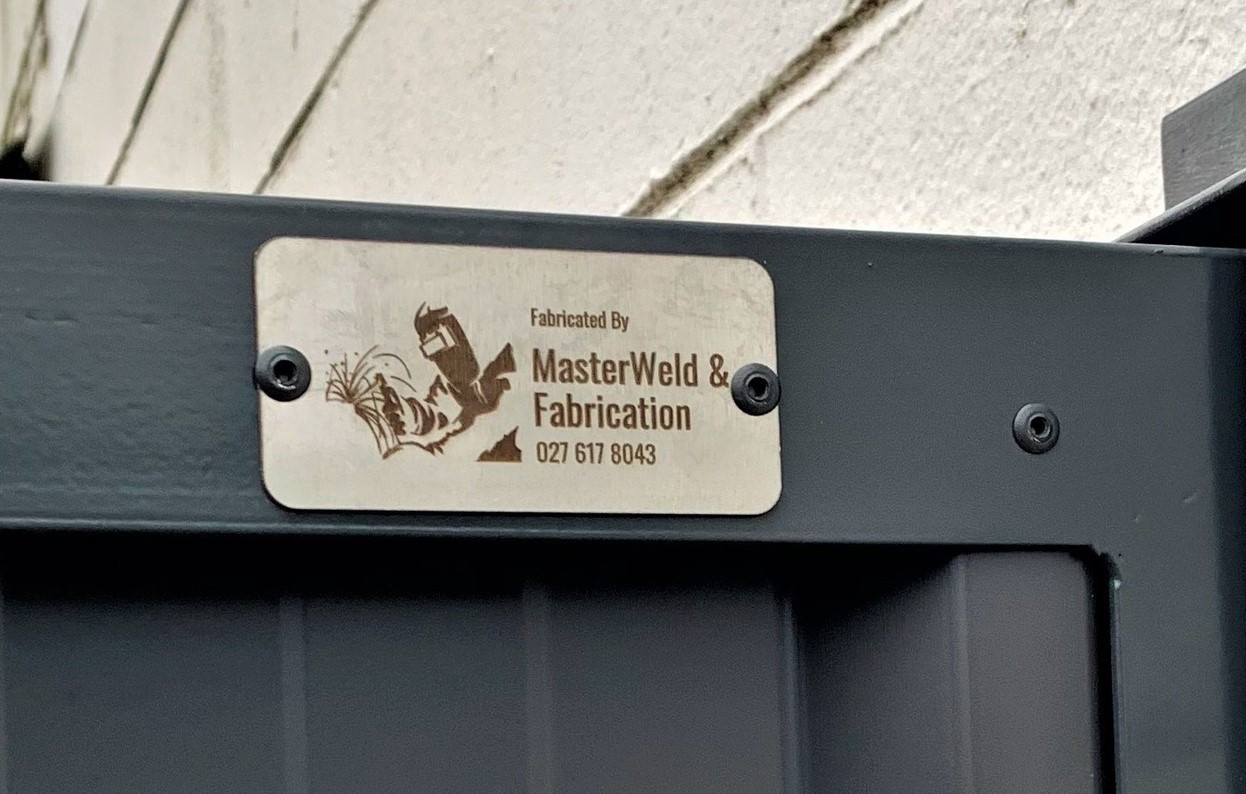 Fabricated By
MasterWeld &
Fabrication
027 617 8043